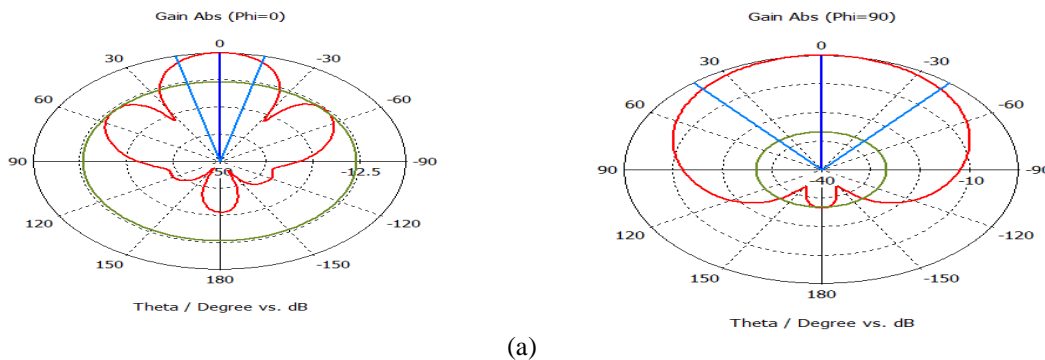 Gain Abs (Phi=0)
0
30 -30
60 -60
90 -50 -12.5 -90
120 -120
150 -150
180
Theta / Degree vs. dB
Gain Abs (Phi=90)
0
30 -30
60 -60
90 -40 -10 -90
120 -120
150 -150
180
Theta / Degree vs. dB
(a)